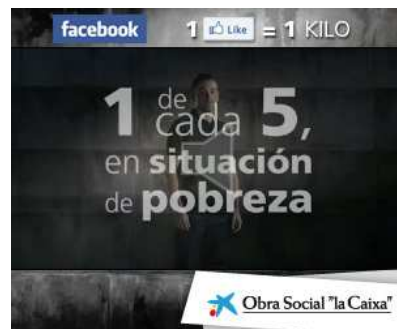 facebook 1 Like = 1 KILO
1 de cada 5,
en situación
de pobreza
Obra Social "la Caixa"